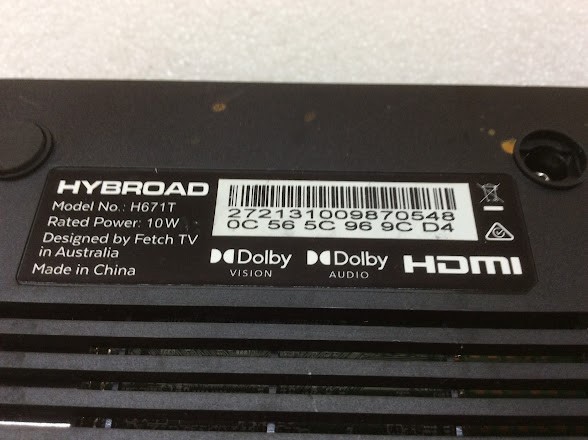 HYBROAD
Model No.: H671T
Rated Power: 10W
Designed by Fetch TV
in Australia
Made in China
272131009870548
0C 56 5C 96 9C D4
Dolby
VISION
Dolby
AUDIO
HDMI